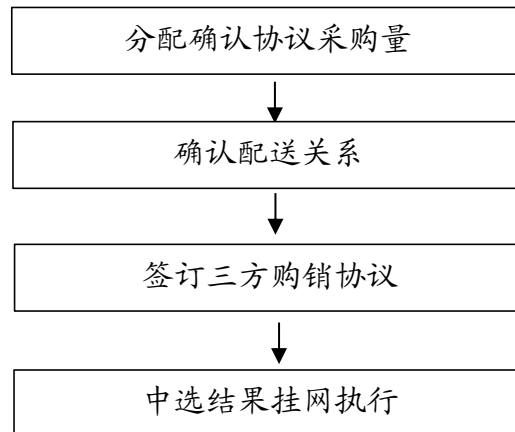 分配确认协议采购量
确认配送关系
签订三方购销协议
中选结果挂网执行